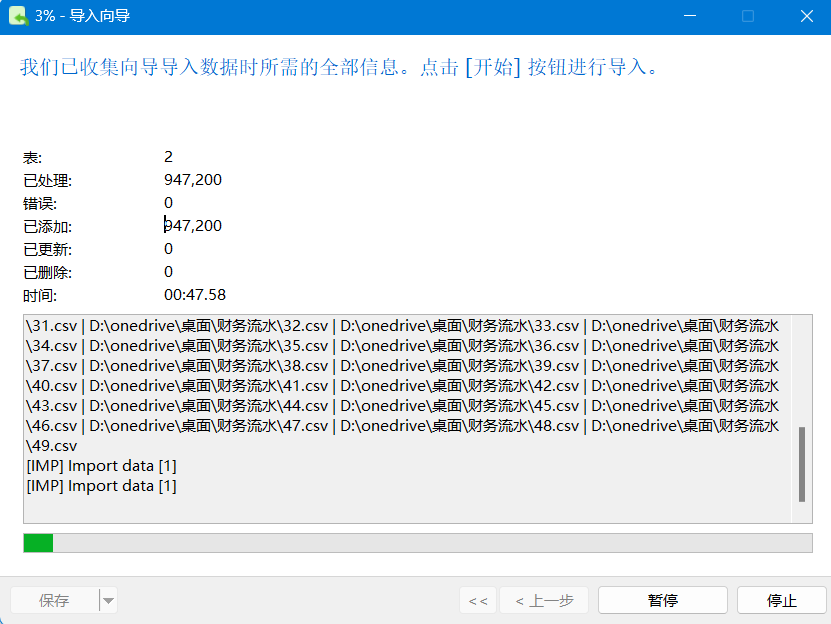 3% - 导入向导
我们已收集向导导入数据时所需的全部信息。点击 [开始] 按钮进行导入。
表: 2
已处理: 947,200
错误: 0
已添加: 947,200
已更新: 0
已删除: 0
时间: 00:47.58
\31.csv | D:\onedrive\桌面\财务流水\32.csv | D:\onedrive\桌面\财务流水\33.csv | D:\onedrive\桌面\财务流水
\34.csv | D:\onedrive\桌面\财务流水\35.csv | D:\onedrive\桌面\财务流水\36.csv | D:\onedrive\桌面\财务流水
\37.csv | D:\onedrive\桌面\财务流水\38.csv | D:\onedrive\桌面\财务流水\39.csv | D:\onedrive\桌面\财务流水
\40.csv | D:\onedrive\桌面\财务流水\41.csv | D:\onedrive\桌面\财务流水\42.csv | D:\onedrive\桌面\财务流水
\43.csv | D:\onedrive\桌面\财务流水\44.csv | D:\onedrive\桌面\财务流水\45.csv | D:\onedrive\桌面\财务流水
\46.csv | D:\onedrive\桌面\财务流水\47.csv | D:\onedrive\桌面\财务流水\48.csv | D:\onedrive\桌面\财务流水
\49.csv
[IMP] Import data [1]
[IMP] Import data [1]
保存 << < 上一步 暂停 停止